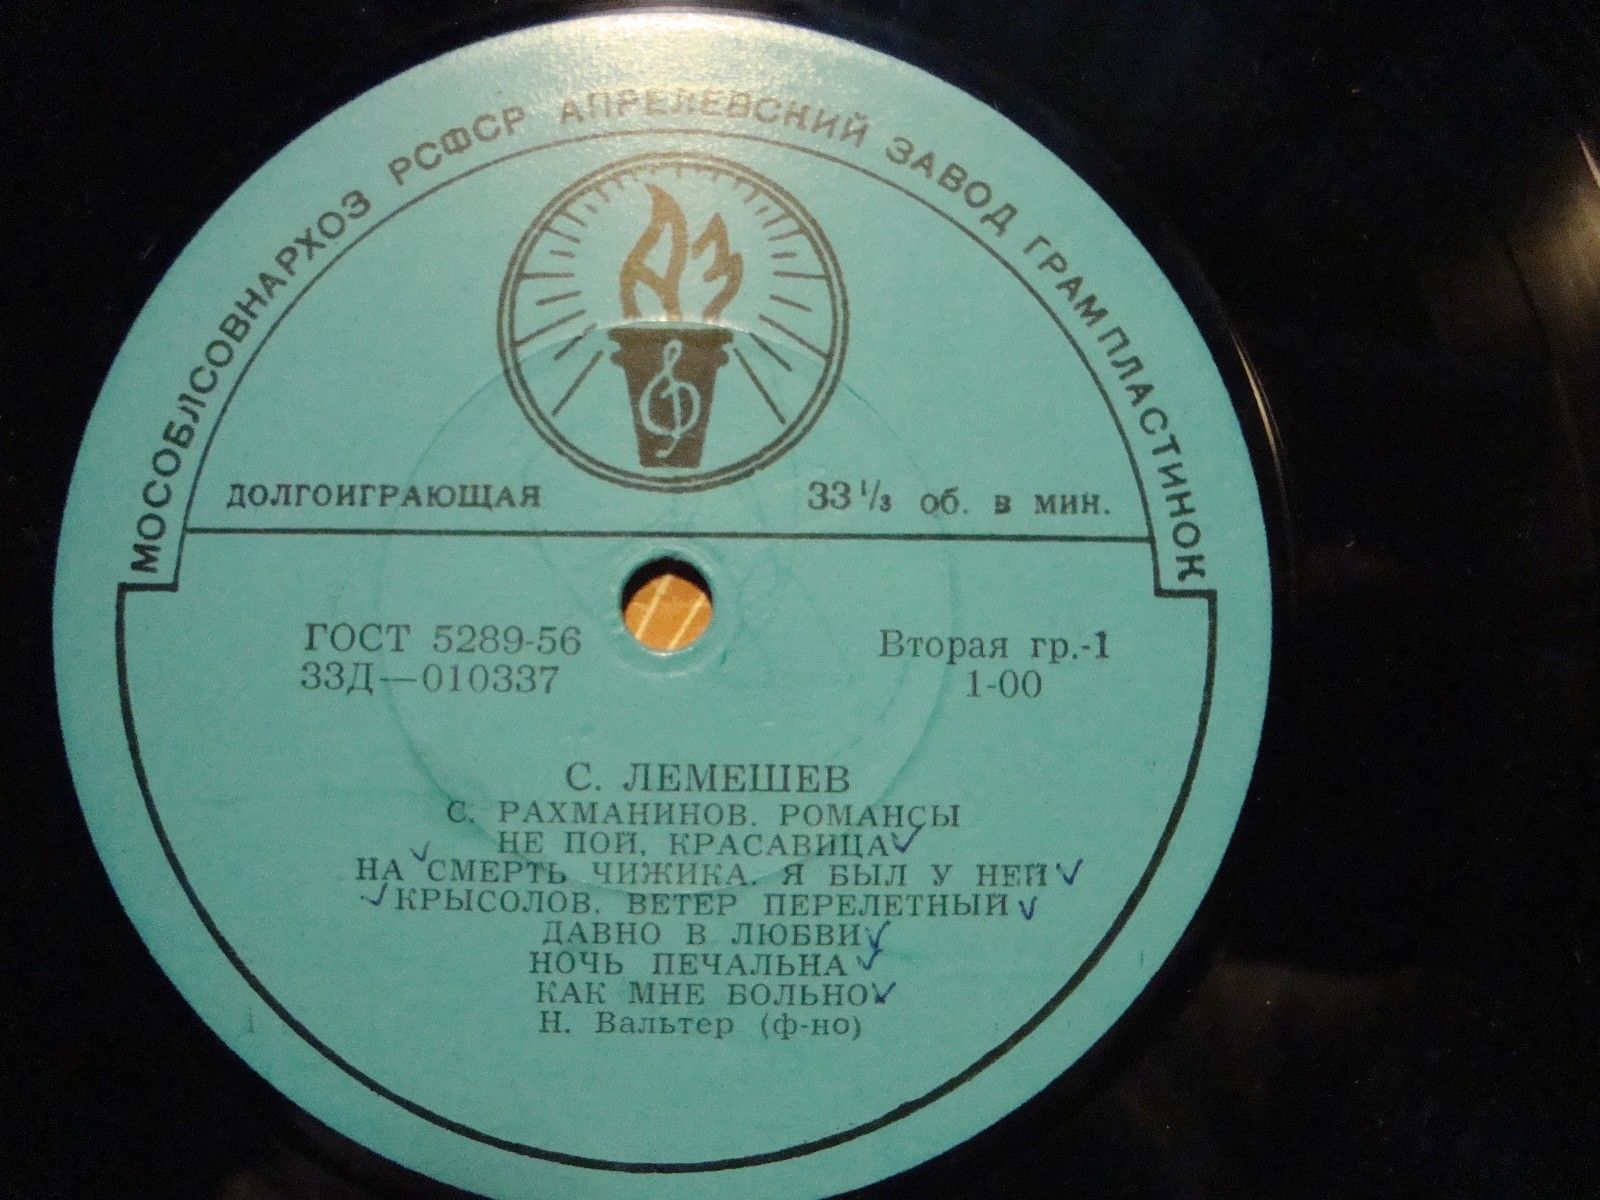 МОСОБЛСОВНАРХОЗ РСФСР АПРЕЛЕВСКИЙ ЗАВОД ГРАМПЛАСТИНОК
АЗ
ДОЛГОИГРАЮЩАЯ 33 1/3 об. в мин.
ГОСТ 5289-56 Вторая гр.-1
33Д—010337 1-00
С. ЛЕМЕШЕВ
С. РАХМАНИНОВ. РОМАНСЫ
НЕ ПОЙ, КРАСАВИЦА
НА СМЕРТЬ ЧИЖИКА. Я БЫЛ У НЕЙ
КРЫСОЛОВ. ВЕТЕР ПЕРЕЛЕТНЫЙ
ДАВНО В ЛЮБВИ
НОЧЬ ПЕЧАЛЬНА
КАК МНЕ БОЛЬНО
Н. Вальтер (ф-но)